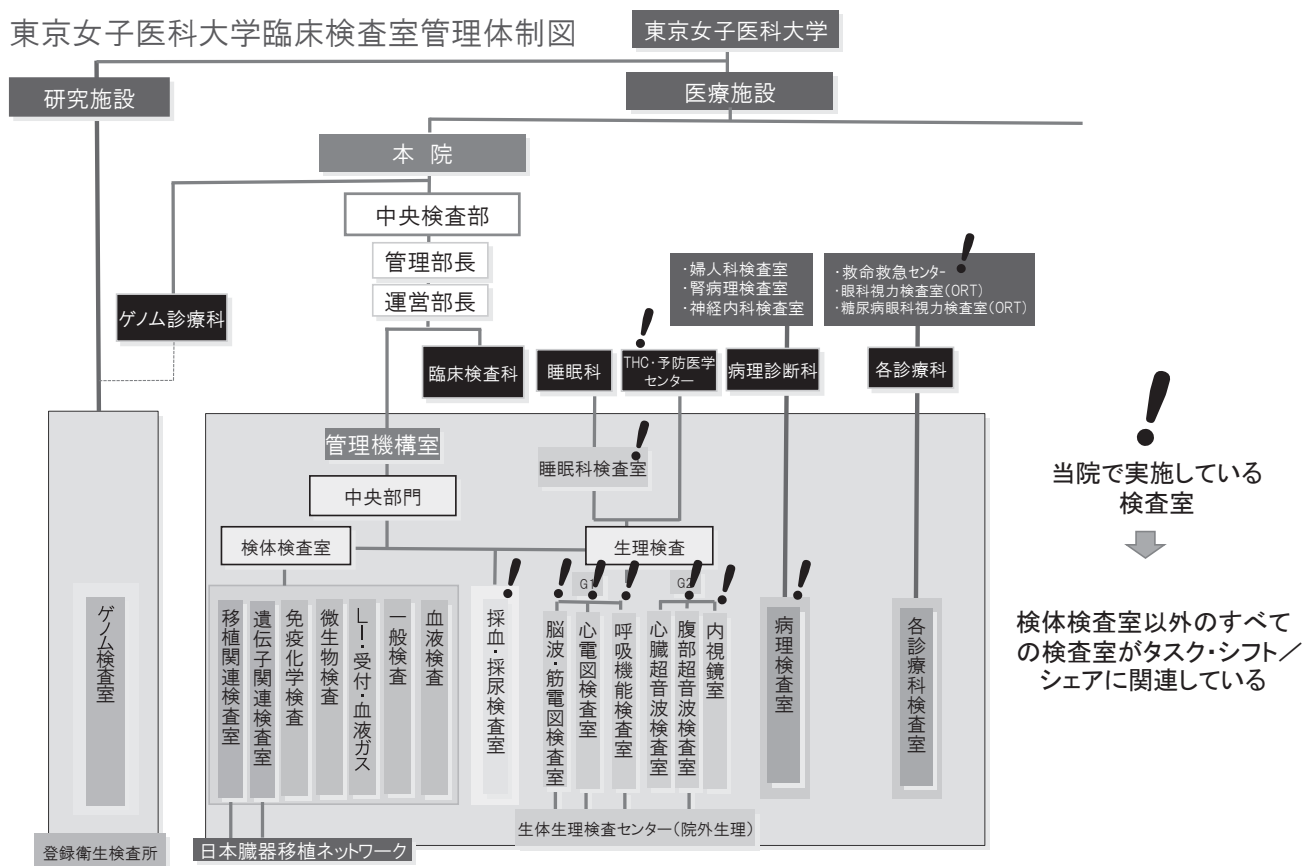 東京女子医科大学臨床検査室管理体制図
東京女子医科大学
研究施設
医療施設
本 院
中央検査部
管理部長
運営部長
ゲノム診療科
・婦人科検査室
・腎病理検査室
・神経内科検査室
・救命救急センター
・眼科視力検査室(ORT)
・糖尿病眼科視力検査室(ORT)
臨床検査科
睡眠科
THC・予防医学
センター
病理診断科
各診療科
管理機構室
睡眠科検査室
中央部門
検体検査室
生理検査
G1
G2
ゲノム検査室
移植関連検査室
遺伝子関連検査室
免疫化学検査
微生物検査
LI・受付・血液ガス
一般検査
血液検査
採血・採尿検査室
脳波・筋電図検査室
心電図検査室
呼吸機能検査室
心臓超音波検査室
腹部超音波検査室
内視鏡室
病理検査室
各診療科検査室
生体生理検査センター(院外生理)
登録衛生検査所
日本臓器移植ネットワーク
!
当院で実施している
検査室
検体検査室以外のすべて
の検査室がタスク・シフト/
シェアに関連している